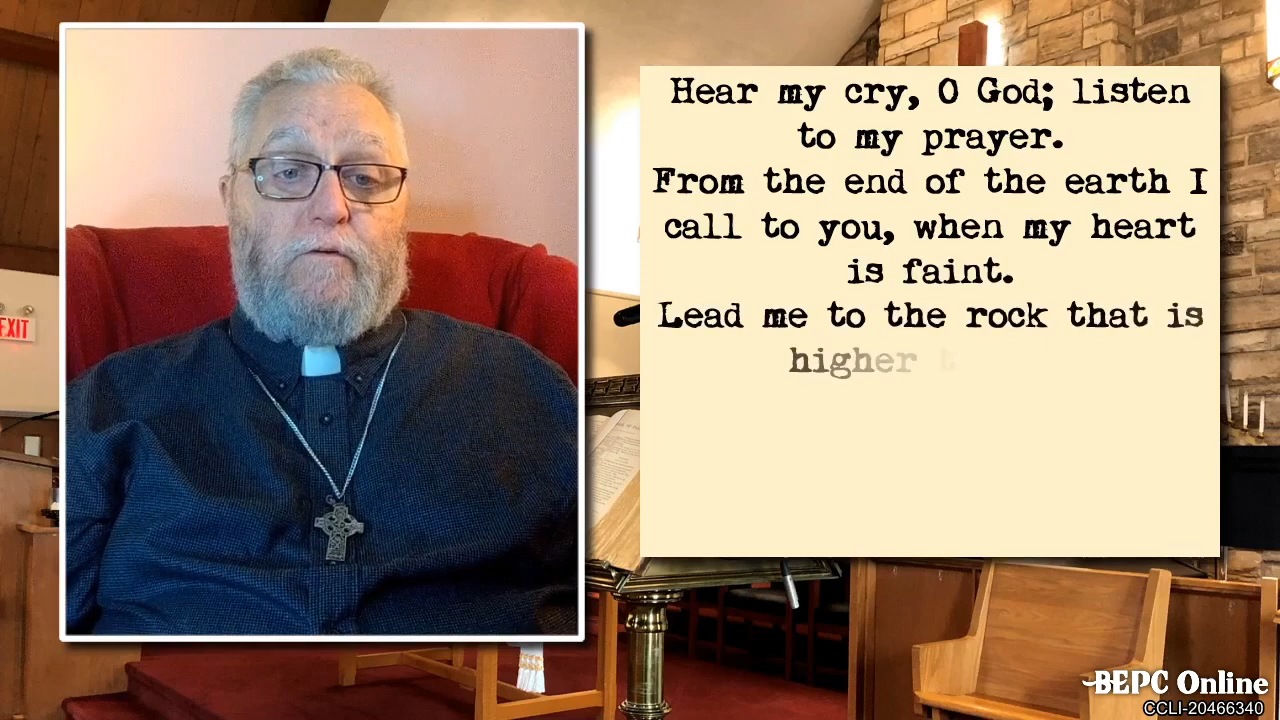 Hear my cry, O God; listen
to my prayer.
From the end of the earth I
call to you, when my heart
is faint.
Lead me to the rock that is
higher t
EXIT
BEPC Online
CCLI-20466340